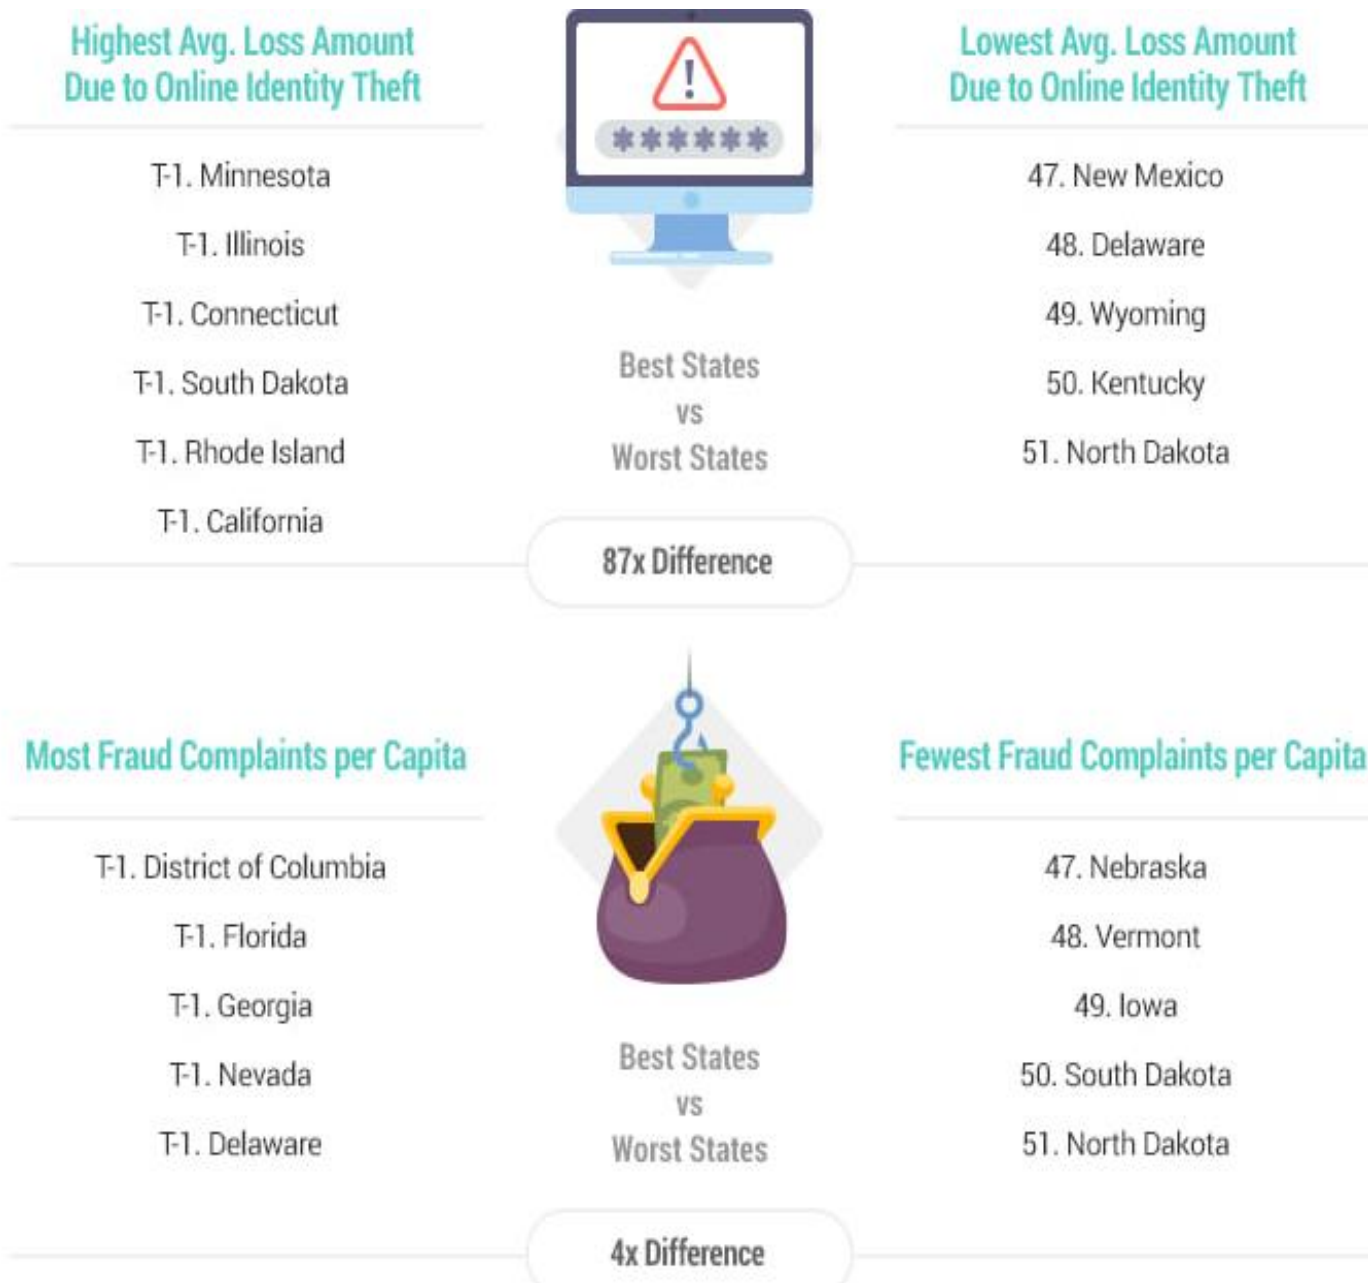 Highest Avg. Loss Amount
Due to Online Identity Theft
T-1. Minnesota
T-1. Illinois
T-1. Connecticut
T-1. South Dakota
T-1. Rhode Island
T-1. California
******
Best States
vs
Worst States
Lowest Avg. Loss Amount
Due to Online Identity Theft
47. New Mexico
48. Delaware
49. Wyoming
50. Kentucky
51. North Dakota
87x Difference
Most Fraud Complaints per Capita
T-1. District of Columbia
T-1. Florida
T-1. Georgia
T-1. Nevada
T-1. Delaware
Best States
vs
Worst States
Fewest Fraud Complaints per Capita
47. Nebraska
48. Vermont
49. Iowa
50. South Dakota
51. North Dakota
4x Difference